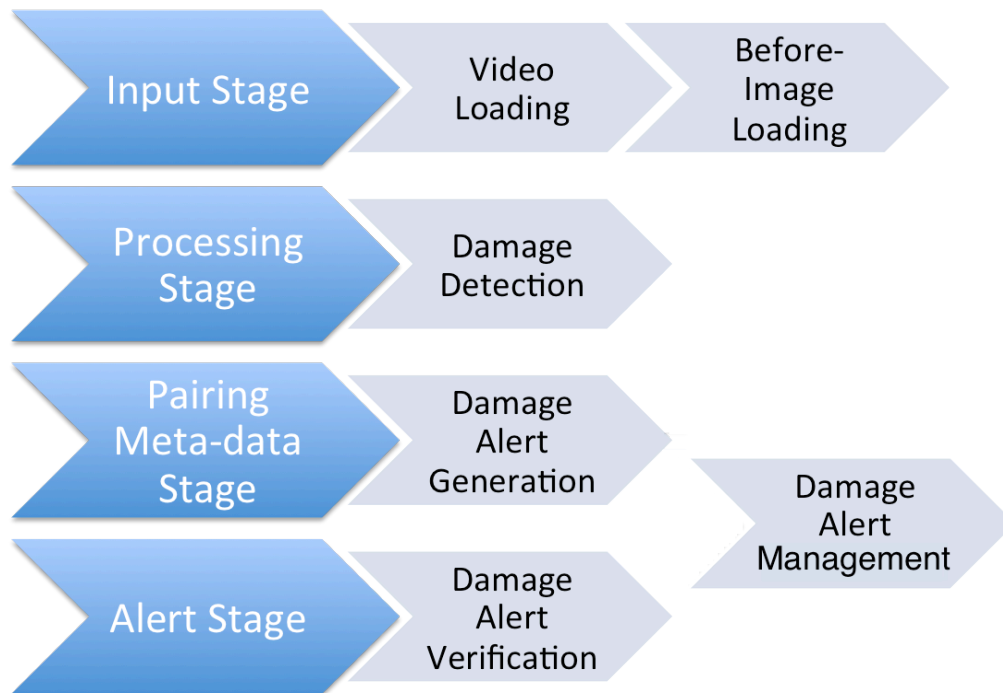 Input Stage
Video
Loading
Before-
Image
Loading
Processing
Stage
Damage
Detection
Pairing
Meta-data
Stage
Damage
Alert
Generation
Damage
Alert
Management
Alert Stage
Damage
Alert
Verification